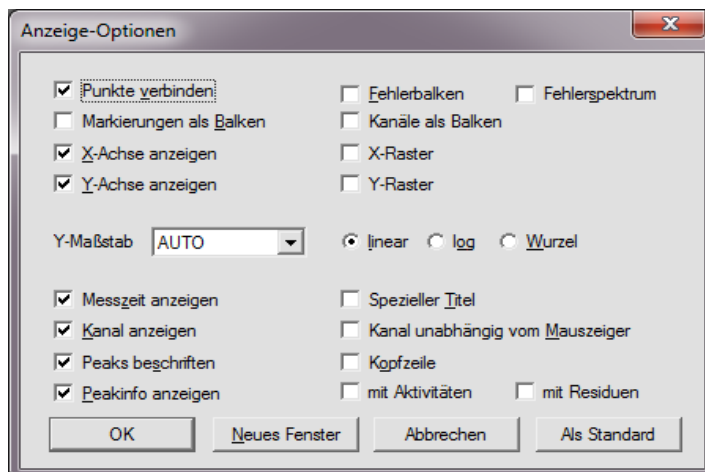 Anzeige-Optionen
Punkte verbinden
Fehlerbalken
Fehlerspektrum
Markierungen als Balken
Kanäle als Balken
X-Achse anzeigen
X-Raster
Y-Achse anzeigen
Y-Raster
Y-Maßstab
AUTO
linear
log
Wurzel
Messzeit anzeigen
Spezieller Titel
Kanal anzeigen
Kanal unabhängig vom Mauszeiger
Peaks beschriften
Kopfzeile
Peakinfo anzeigen
mit Aktivitäten
mit Residuen
OK
Neues Fenster
Abbrechen
Als Standard